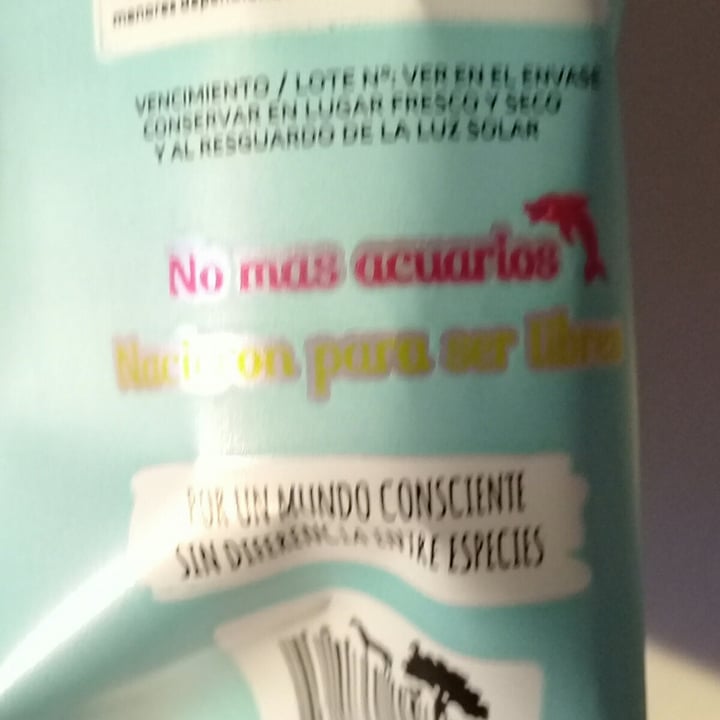 menores
VENCIMIENTO / LOTE Nº: VER EN EL ENVASE
CONSERVAR EN LUGAR FRESCO Y SECO
Y AL RESGUARDO DE LA LUZ SOLAR
No mas acuarios
Nacieron para ser libres
POR UN MUNDO CONSCIENTE
SIN DIFERENCIA ENTRE ESPECIES